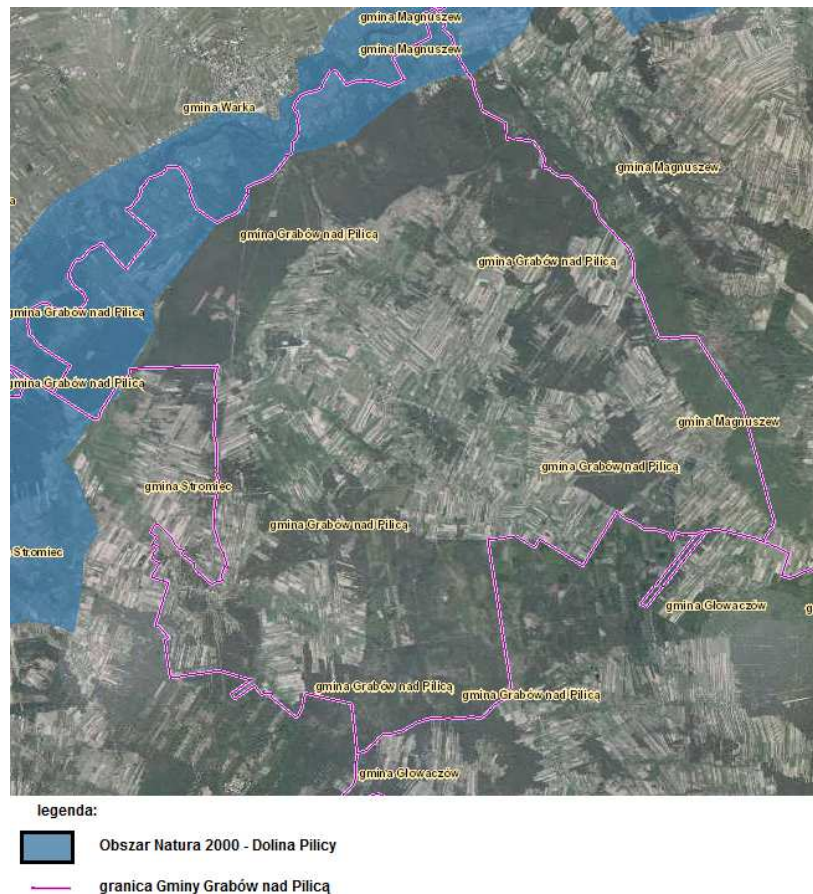 gmina Magnuszew
gmina Magnuszew
gmina Warka
gmina Magnuszew
a
gmina Grabów nad Pilicą
gmina Grabów nad Pilicą
gmina Grabów nad Pilicą
gmina Grabów nad Pilicą
gmina Magnuszew
gmina Grabów nad Pilicą
gmina Stromiec
gmina Grabów nad Pilicą
Stromiec
gmina Głowaczów
g
gmina Grabów nad Pilicą
gmina Grabów nad Pilicą
gmina Głowaczów
legenda:
Obszar Natura 2000 - Dolina Pilicy
granica Gminy Grabów nad Pilicą